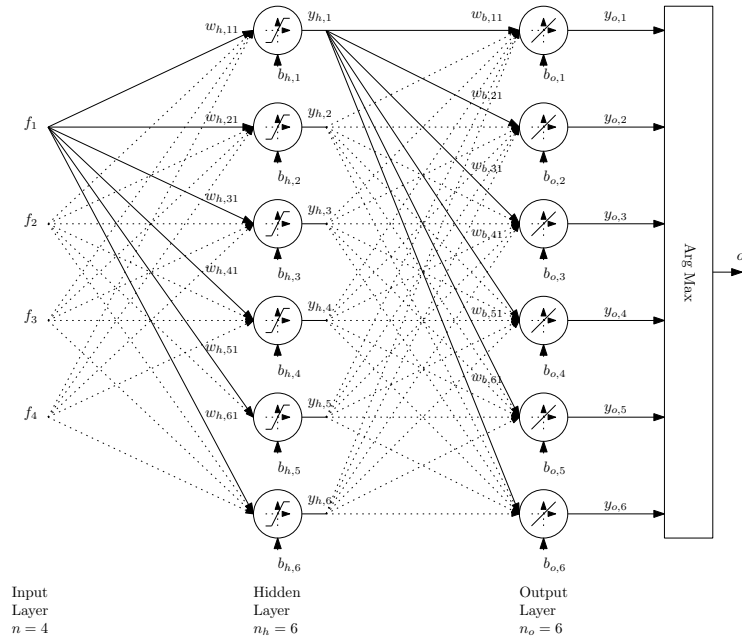 w_{h,11} y_{h,1} w_{b,11} y_{o,1}
b_{h,1} b_{o,1}
f_1 w_{h,21} y_{h,2} w_{b,21} y_{o,2}
b_{h,2} b_{o,2}
f_2 w_{h,31} y_{h,3} w_{b,31} y_{o,3}
b_{h,3} b_{o,3}
w_{h,41} w_{b,41} Arg Max o
f_3 y_{h,4} w_{b,51} y_{o,4}
w_{h,51} b_{h,4} b_{o,4}
f_4 w_{h,61} y_{h,5} w_{b,61} y_{o,5}
b_{h,5} b_{o,5}
y_{h,6} y_{o,6}
b_{h,6} b_{o,6}
Input Hidden Output
Layer Layer Layer
n = 4 n_h = 6 n_o = 6